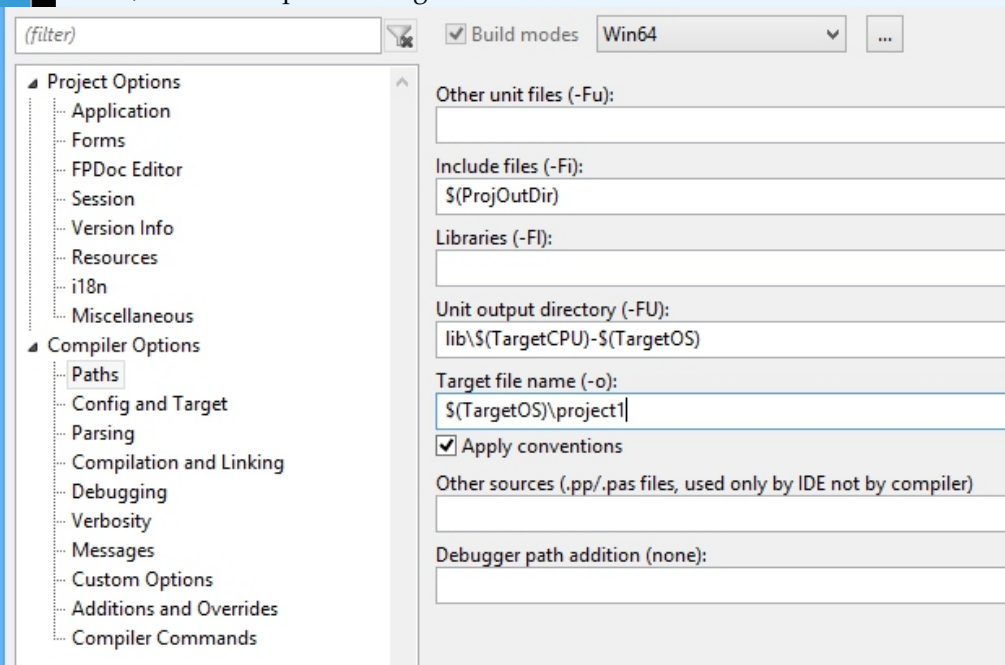 (filter)
Build modes
Win64
...
Project Options
Application
Forms
FPDoc Editor
Session
Version Info
Resources
i18n
Miscellaneous
Compiler Options
Paths
Config and Target
Parsing
Compilation and Linking
Debugging
Verbosity
Messages
Custom Options
Additions and Overrides
Compiler Commands
Other unit files (-Fu):
Include files (-Fi):
$(ProjOutDir)
Libraries (-Fl):
Unit output directory (-FU):
lib\$(TargetCPU)-$(TargetOS)
Target file name (-o):
$(TargetOS)\project1
Apply conventions
Other sources (.pp/.pas files, used only by IDE not by compiler)
Debugger path addition (none):